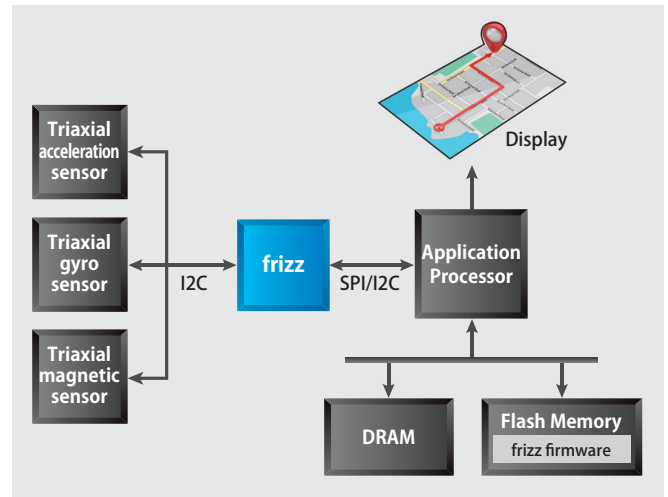 Display
Triaxial
acceleration
sensor
Triaxial
gyro
sensor
I2C
frizz
SPI/I2C
Application
Processor
Triaxial
magnetic
sensor
DRAM
Flash Memory
frizz firmware